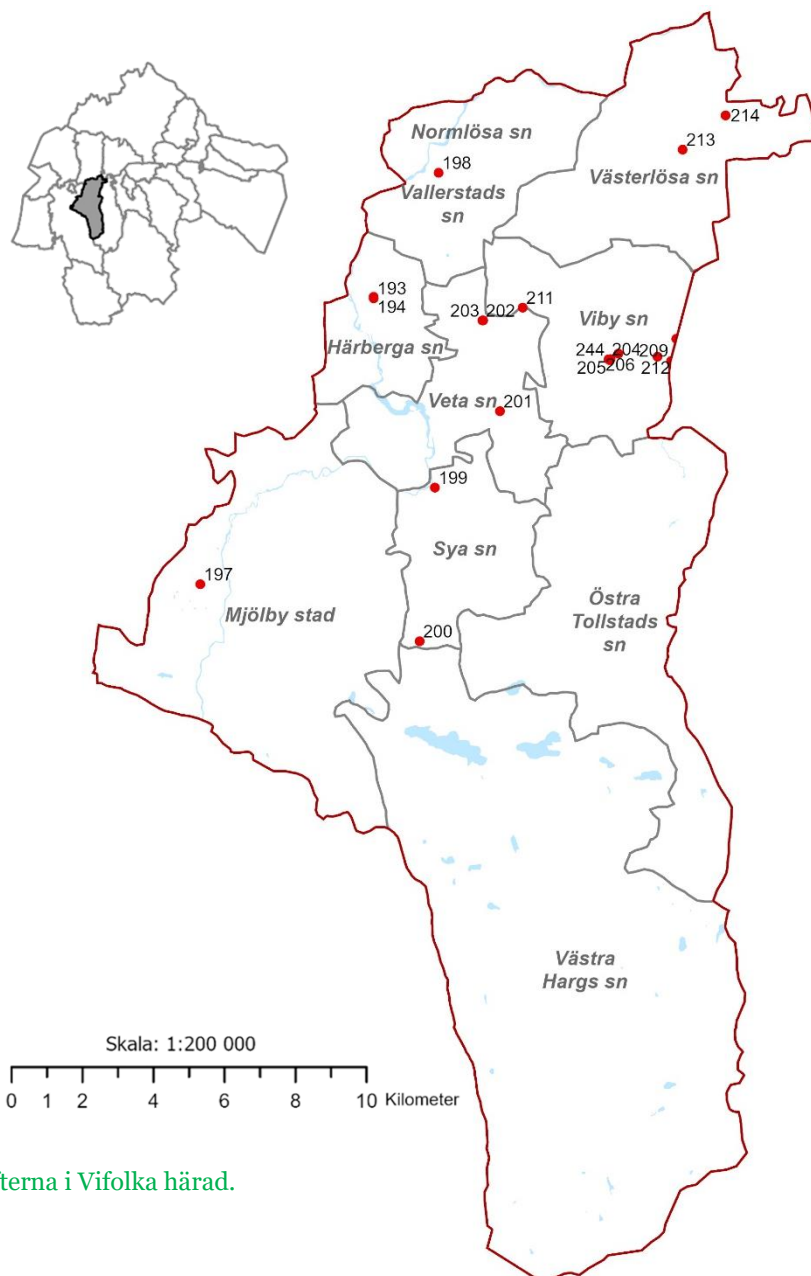 214
Normlösa sn
213
198
Västerlösa sn
Vallerstads
sn
193
194
203 202 211
Viby sn
Härberga sn
244 204 209
205 206 212
Veta sn
201
199
Sya sn
197
Mjölby stad
Östra
Tollstads
sn
200
Västra
Hargs sn
Skala: 1:200 000
0 1 2 4 6 8 10 Kilometer
terna i Vifolka härad.